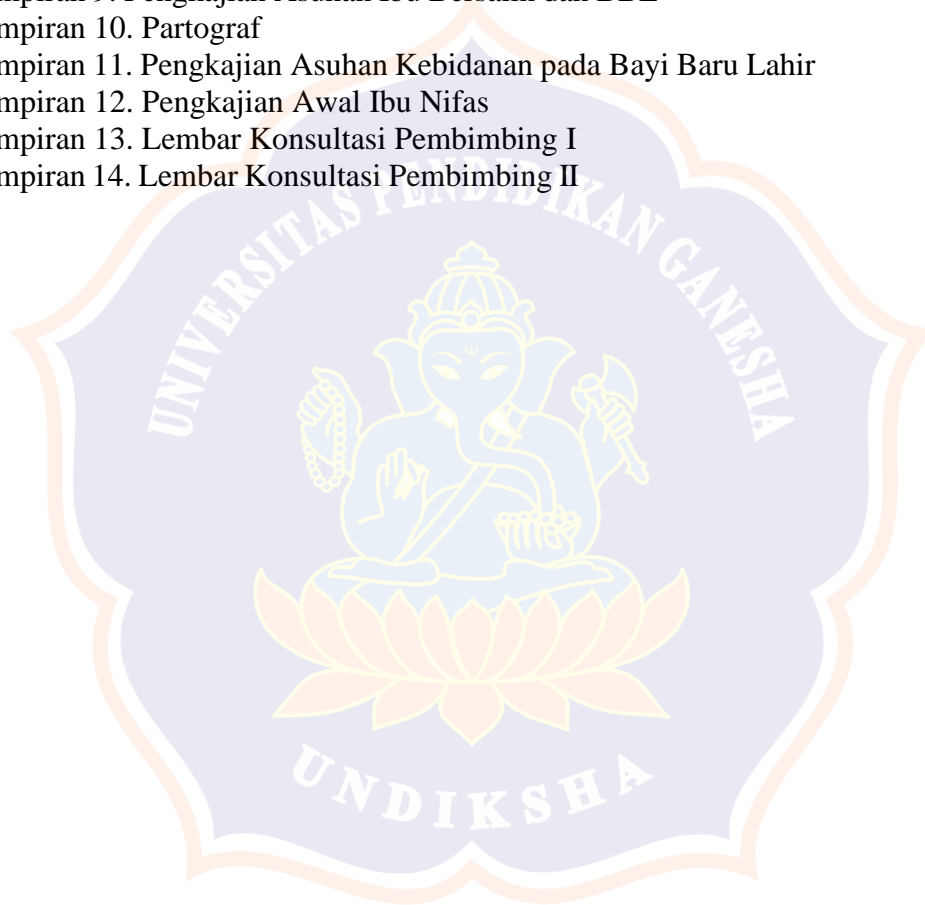 mpiran 10. Partograf
mpiran 11. Pengkajian Asuhan Kebidanan pada Bayi Baru Lahir
mpiran 12. Pengkajian Awal Ibu Nifas
mpiran 13. Lembar Konsultasi Pembimbing I
mpiran 14. Lembar Konsultasi Pembimbing II
UNIVERSITAS PENDIDIKAN GANESHA
UNDIKSHA